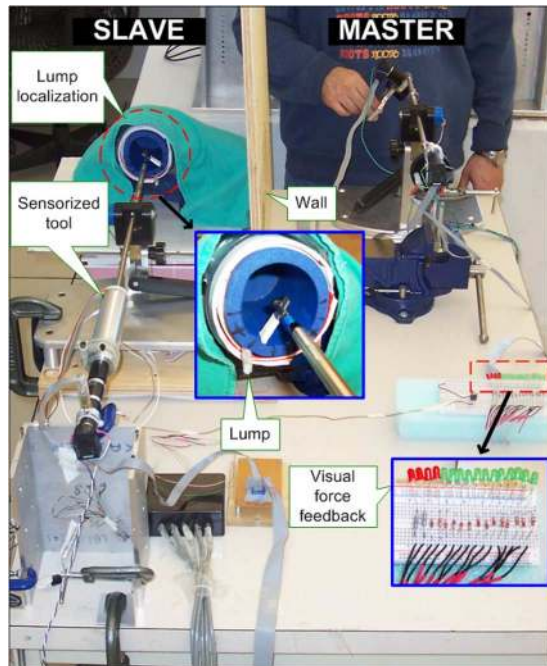 SLAVE
MASTER
Lump
localization
Sensorized
tool
Wall
Lump
Visual
force
feedback